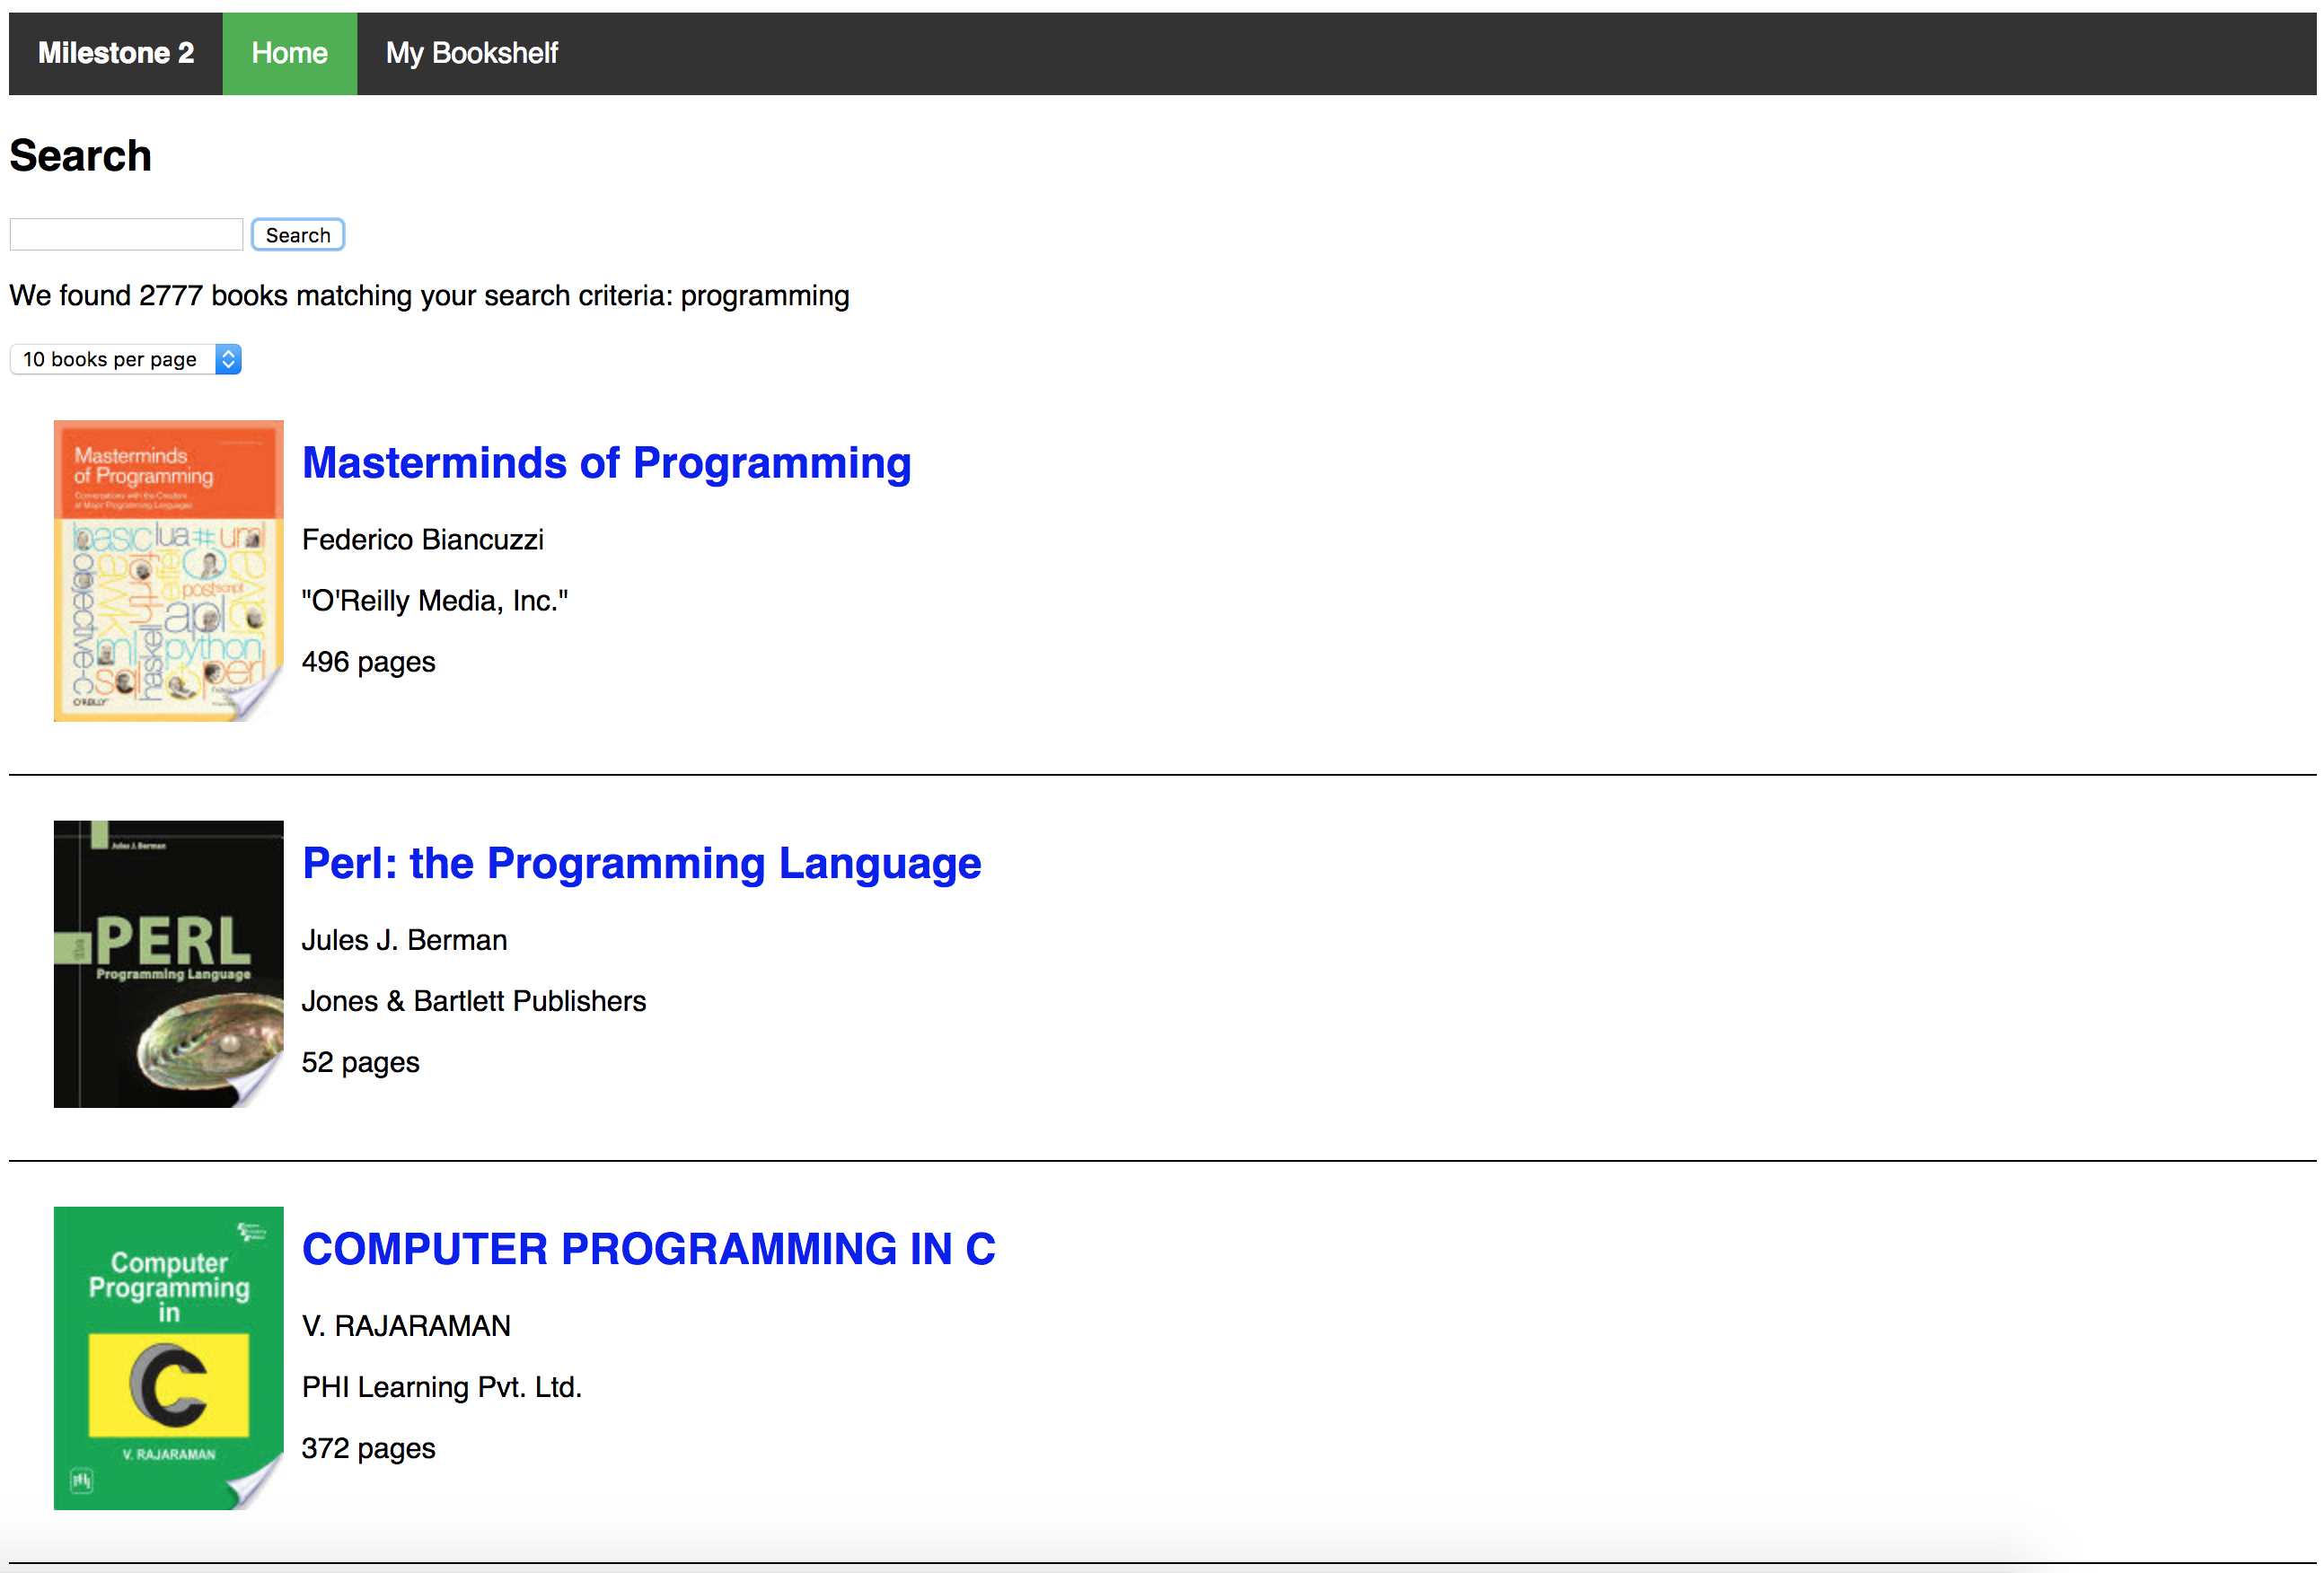 Milestone 2 Home My Bookshelf
Search
Search
We found 2777 books matching your search criteria: programming
10 books per page
Masterminds
of Programming
Conversations with the Creators
of Major Programming Languages
basic lua # uml
objective-c
awk
forth
eiffel
postscript
apl
java
ml
haskell
python
sql
perl
O'REILLY
Masterminds of Programming
Federico Biancuzzi
"O'Reilly Media, Inc."
496 pages
Jules J. Berman
PERL
Programming Language
Perl: the Programming Language
Jules J. Berman
Jones & Bartlett Publishers
52 pages
Computer
Programming
in
C
V. RAJARAMAN
PHI
COMPUTER PROGRAMMING IN C
V. RAJARAMAN
PHI Learning Pvt. Ltd.
372 pages